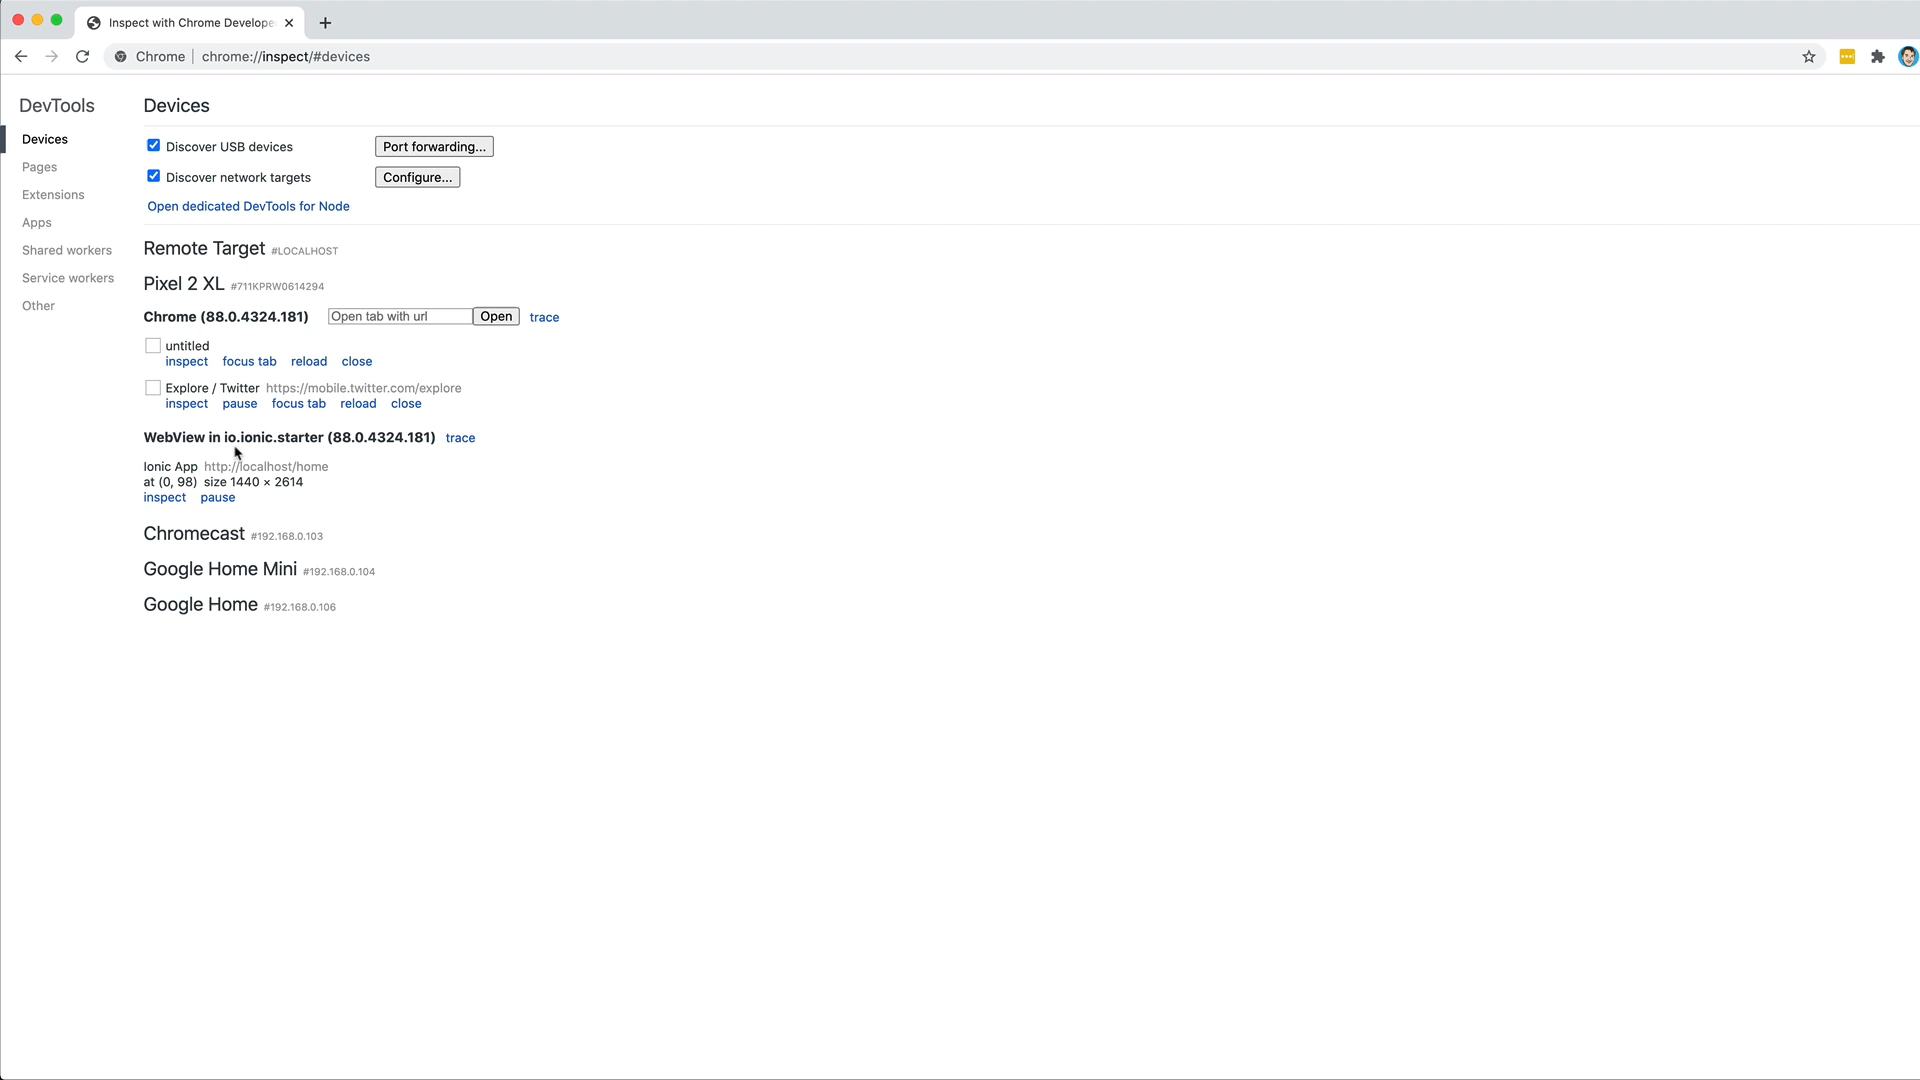 Inspect with Chrome Develope
Chrome chrome://inspect/#devices
DevTools
Devices
Pages
Extensions
Apps
Shared workers
Service workers
Other
Devices
Discover USB devices Port forwarding...
Discover network targets Configure...
Open dedicated DevTools for Node
Remote Target #LOCALHOST
Pixel 2 XL #711KPRW0614294
Chrome (88.0.4324.181) Open tab with url Open trace
untitled
inspect focus tab reload close
Explore / Twitter https://mobile.twitter.com/explore
inspect pause focus tab reload close
WebView in io.ionic.starter (88.0.4324.181) trace
Ionic App http://localhost/home
at (0, 98) size 1440 × 2614
inspect pause
Chromecast #192.168.0.103
Google Home Mini #192.168.0.104
Google Home #192.168.0.106